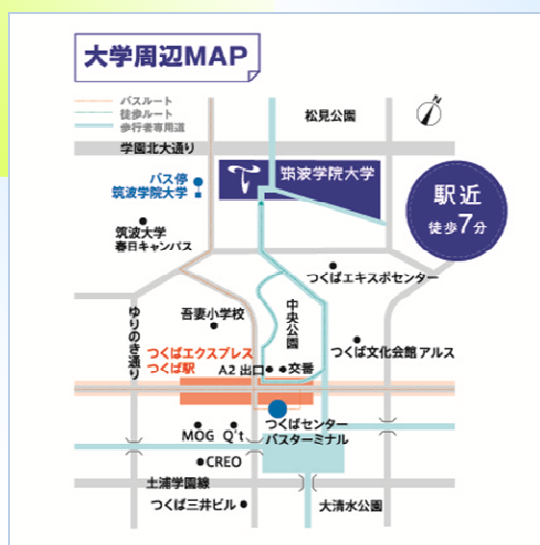 大学周辺MAP
バスルート
徒歩ルート
歩行者専用道
松見公園
学園北大通り
バス停
筑波学院大学
筑波学院大学
駅近
徒歩7分
筑波大学
春日キャンパス
つくばエキスポセンター
ゆりのき通り
吾妻小学校
中央公園
つくばエクスプレス
つくば駅
A2 出口
交番
つくば文化会館 アルス
つくばセンター
バスターミナル
MOG Q't
CREO
土浦学園線
つくば三井ビル
大清水公園